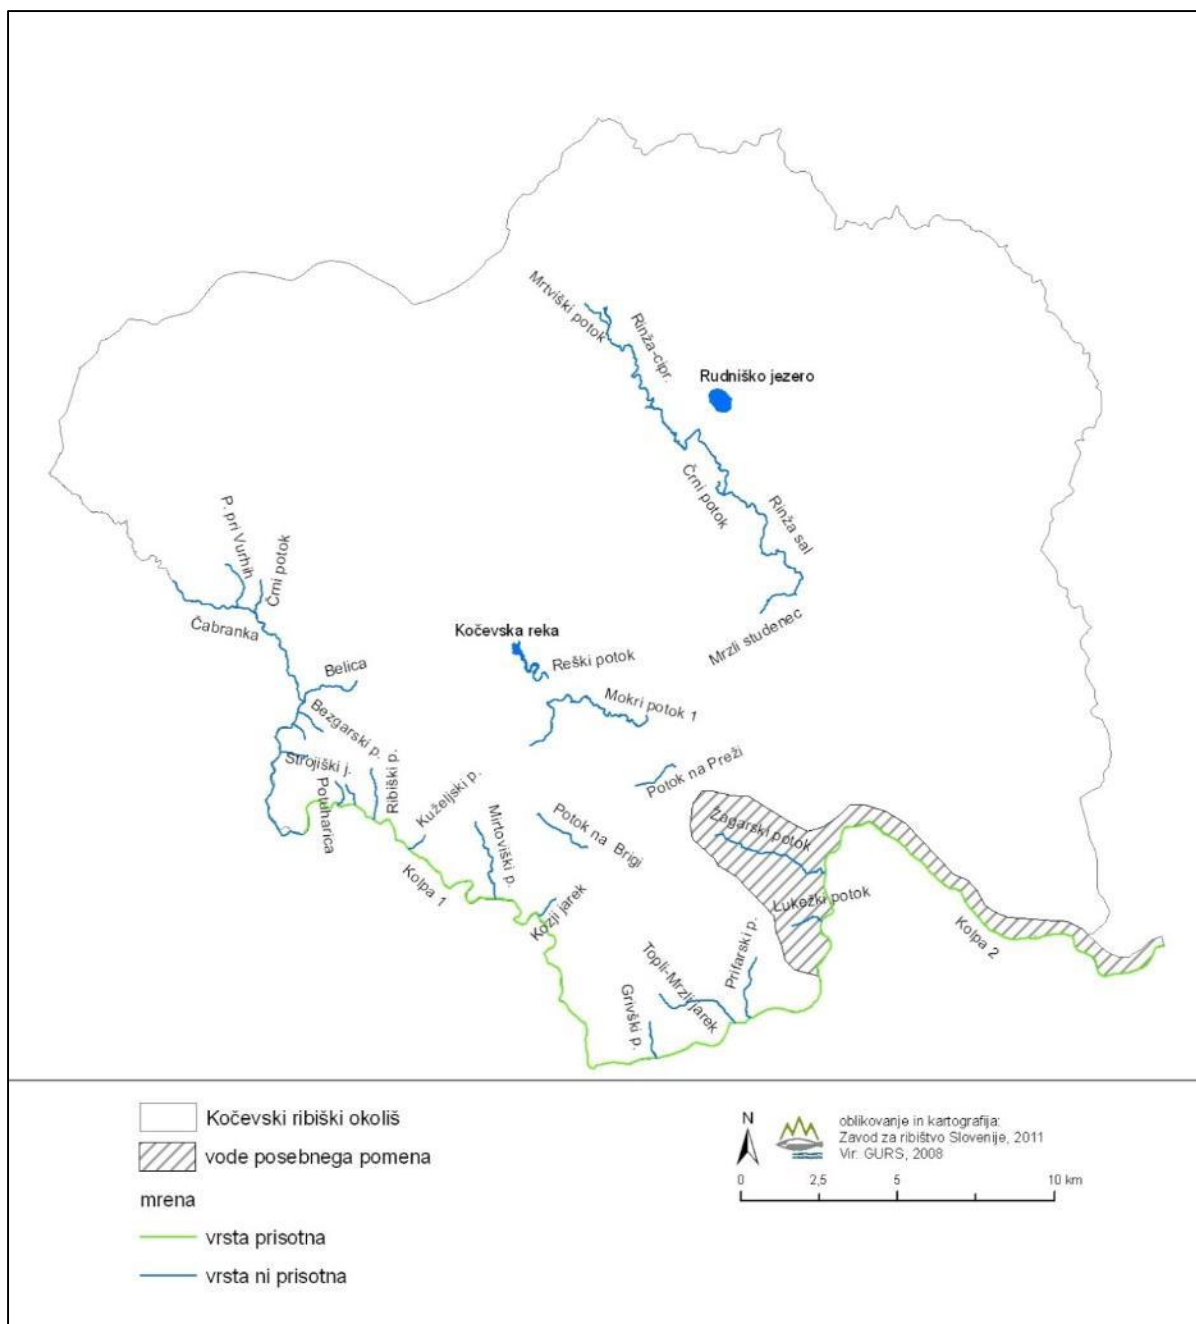 Mrtviški potok
Rinža-cipr.
Rudniško jezero
Črni potok
Rinža sal
P. pri Vurhih
Črni potok
Čabranka
Mrzli studenec
Kočevska reka
Reški potok
Belica
Mokri potok 1
Bezgarski p.
Strojiški j.
Potuharica
Ribiški p.
Kuželjski p.
Potok na Preži
Mirtoviški p.
Potok na Brigi
Žagarski potok
Kolpa 1
Kozji jarek
Lukežki potok
Kolpa 2
Prifarski p.
Topli-Mrzli jarek
Grivški p.
Kočevski ribiški okoliš
vode posebnega pomena
mrena
vrsta prisotna
vrsta ni prisotna
N
oblikovanje in kartografija:
Zavod za ribištvo Slovenije, 2011
Vir. GURS, 2008
0 2,5 5 10 km